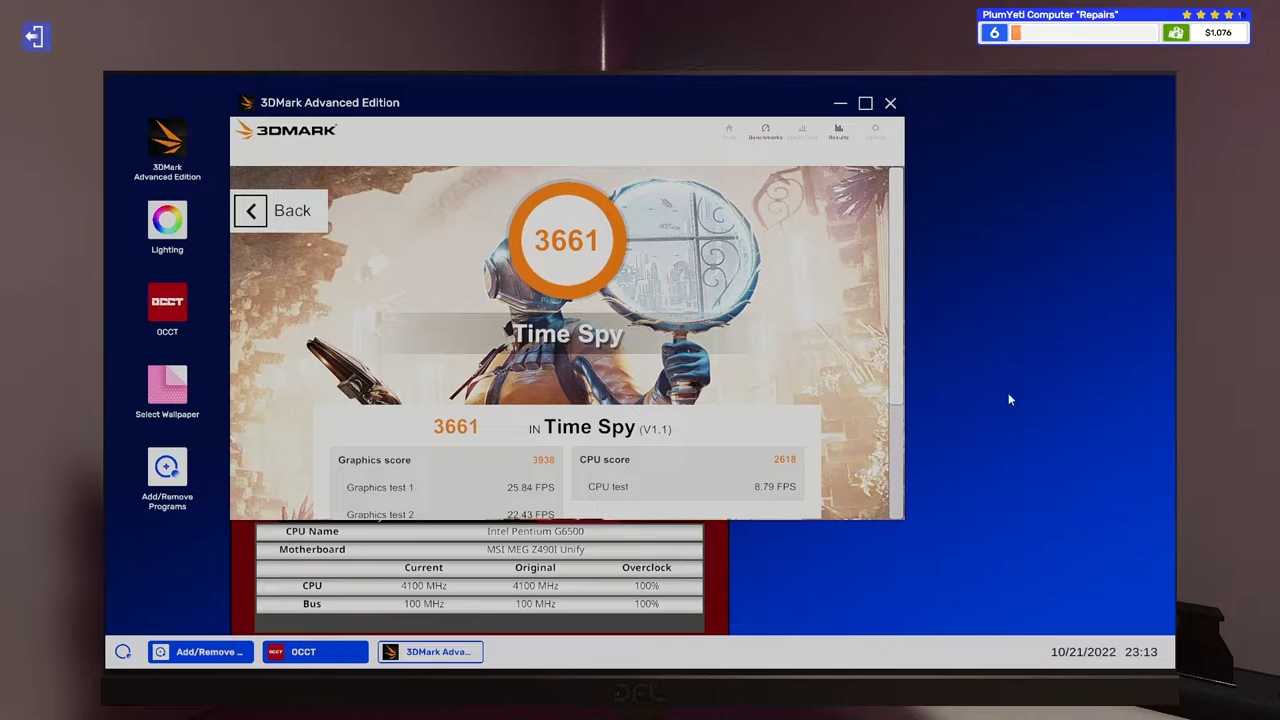 PlumYeti Computer "Repairs"
6
$1,076
3DMark Advanced Edition
3DMARK
Benchmarks
Results
3DMark
Advanced Edition
Back
3661
Lighting
Time Spy
OCCT
OCCT
3661 IN Time Spy (V1.1)
Select Wallpaper
Graphics score 3938
Graphics test 1 25.84 FPS
Graphics test 2 22.43 FPS
CPU score 2618
CPU test 8.79 FPS
Add/Remove
Programs
CPU Name Intel Pentium G6500
Motherboard MSI MEG Z490I Unify
Current Original Overclock
CPU 4100 MHz 4100 MHz 100%
Bus 100 MHz 100 MHz 100%
Add/Remove ...
OCCT OCCT
3DMark Adva...
10/21/2022 23:13